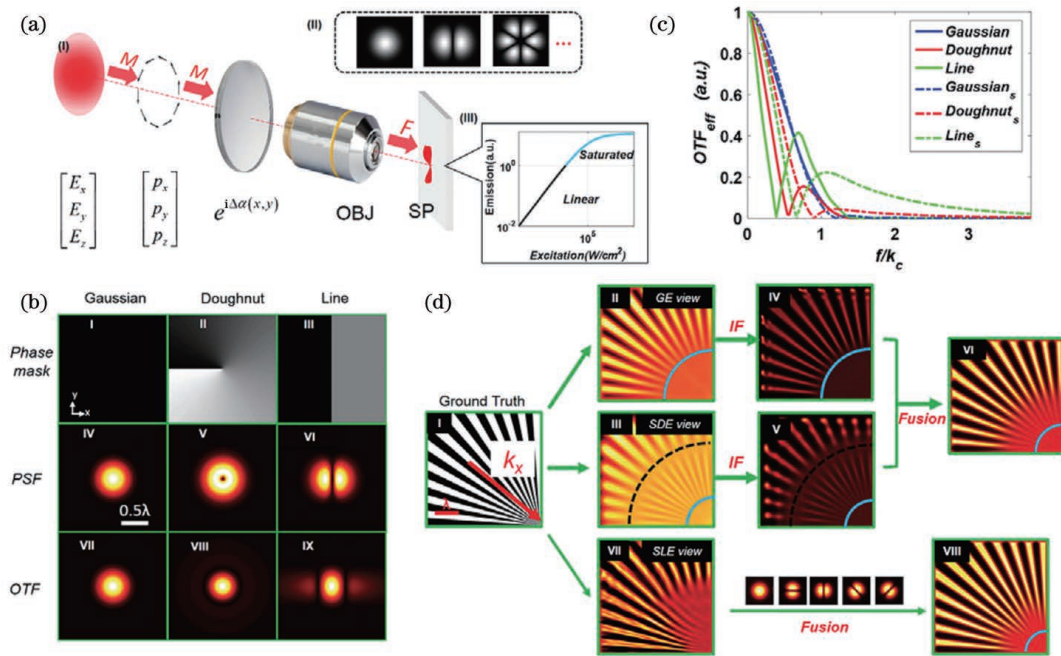 (a)
(I)
M
M
(II)
...
F
(III)
OBJ
SP
E_x
E_y
E_z
p_x
p_y
p_z
e^{iΔα(x,y)}
Emission(a.u.)
10^0
10^{-2}
Saturated
Linear
10^5
Excitation(W/cm^2)
(c)
OTF_{eff} (a.u.)
1
0.8
0.6
0.4
0.2
0
0 1 2 3
f/k_c
Gaussian
Doughnut
Line
Gaussian_s
Doughnut_s
Line_s
(b)
Gaussian Doughnut Line
Phase
mask
I II III
y
x
PSF
IV V VI
0.5λ
OTF
VII VIII IX
(d)
Ground Truth
I
k_x
λ
II GE view
IF
IV
III SDE view
IF
V
Fusion
VI
VII SLE view
Fusion
VIII